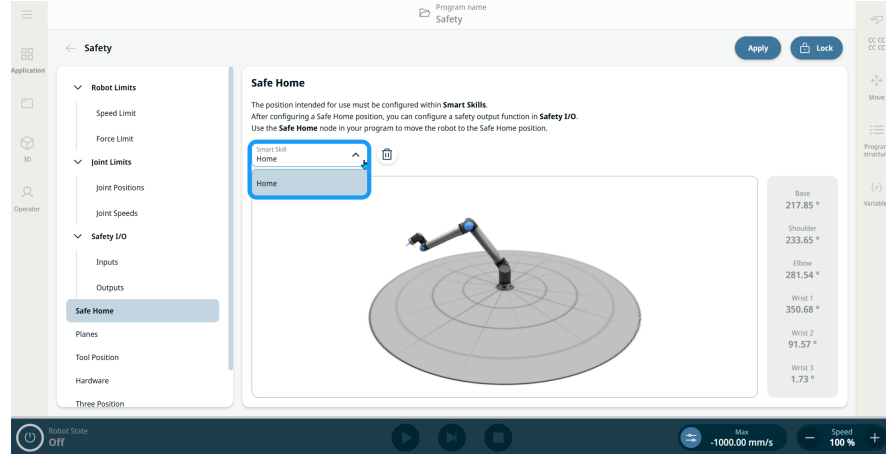 Program name
Safety
Application
3D
Operator
Safety
Apply
Lock
Robot Limits
Speed Limit
Force Limit
Joint Limits
Joint Positions
Joint Speeds
Safety I/O
Inputs
Outputs
Safe Home
Planes
Tool Position
Hardware
Three Position
Safe Home
The position intended for use must be configured within Smart Skills.
After configuring a Safe Home position, you can configure a safety output function in Safety I/O.
Use the Safe Home node in your program to move the robot to the Safe Home position.
Smart Skill
Home
Home
Base
217.85 °
Shoulder
233.65 °
Elbow
281.54 °
Wrist 1
350.68 °
Wrist 2
91.57 °
Wrist 3
1.73 °
CC CC
CC CC
Move
Program
structure
{x}
Variable
Robot State
Off
Max
-1000.00 mm/s
Speed
100 %